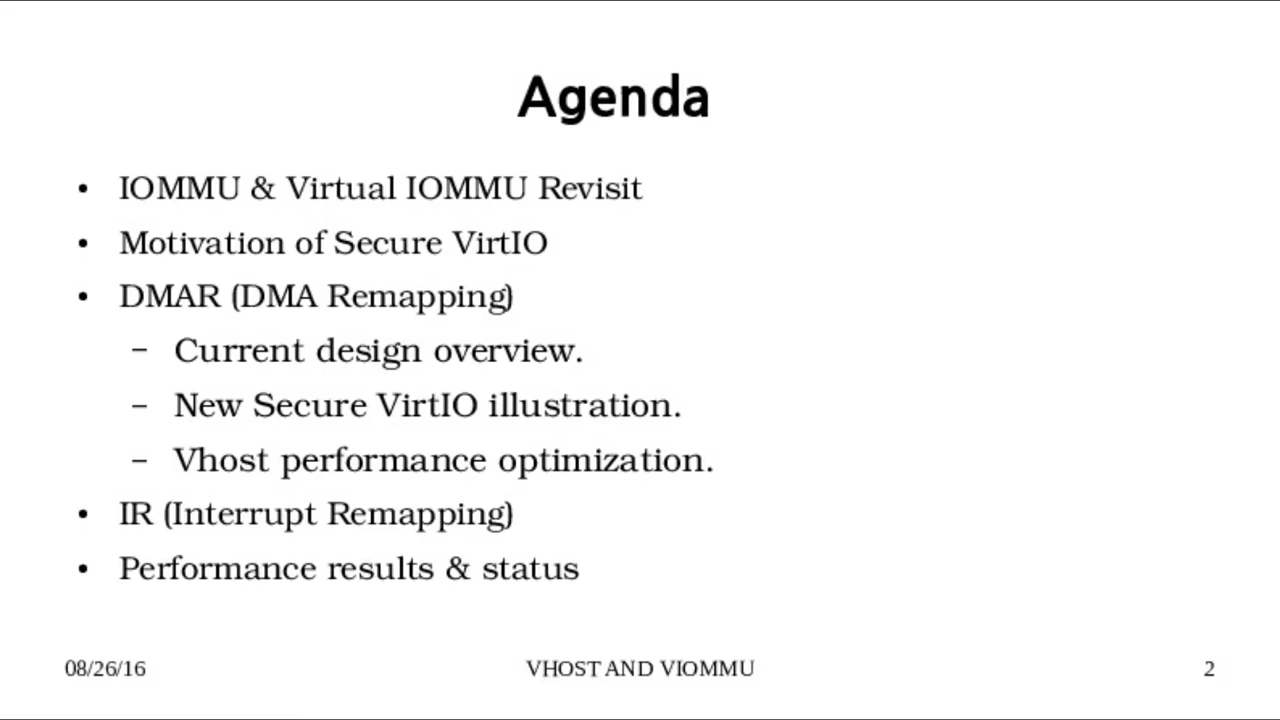 Agenda
• IOMMU & Virtual IOMMU Revisit
• Motivation of Secure VirtIO
• DMAR (DMA Remapping)
– Current design overview.
– New Secure VirtIO illustration.
– Vhost performance optimization.
• IR (Interrupt Remapping)
• Performance results & status
08/26/16 VHOST AND VIOMMU 2